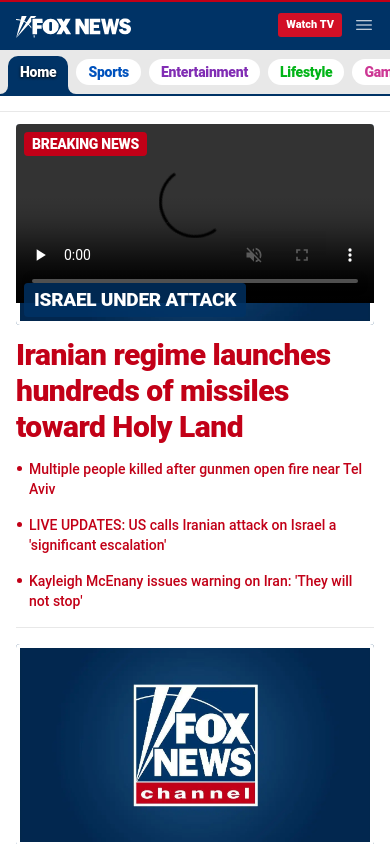 FOX NEWS
Watch TV
Home
Sports
Entertainment
Lifestyle
Gam
BREAKING NEWS
0:00
ISRAEL UNDER ATTACK
Iranian regime launches
hundreds of missiles
toward Holy Land
Multiple people killed after gunmen open fire near Tel
Aviv
LIVE UPDATES: US calls Iranian attack on Israel a
'significant escalation'
Kayleigh McEnany issues warning on Iran: 'They will
not stop'
FOX
NEWS
channel